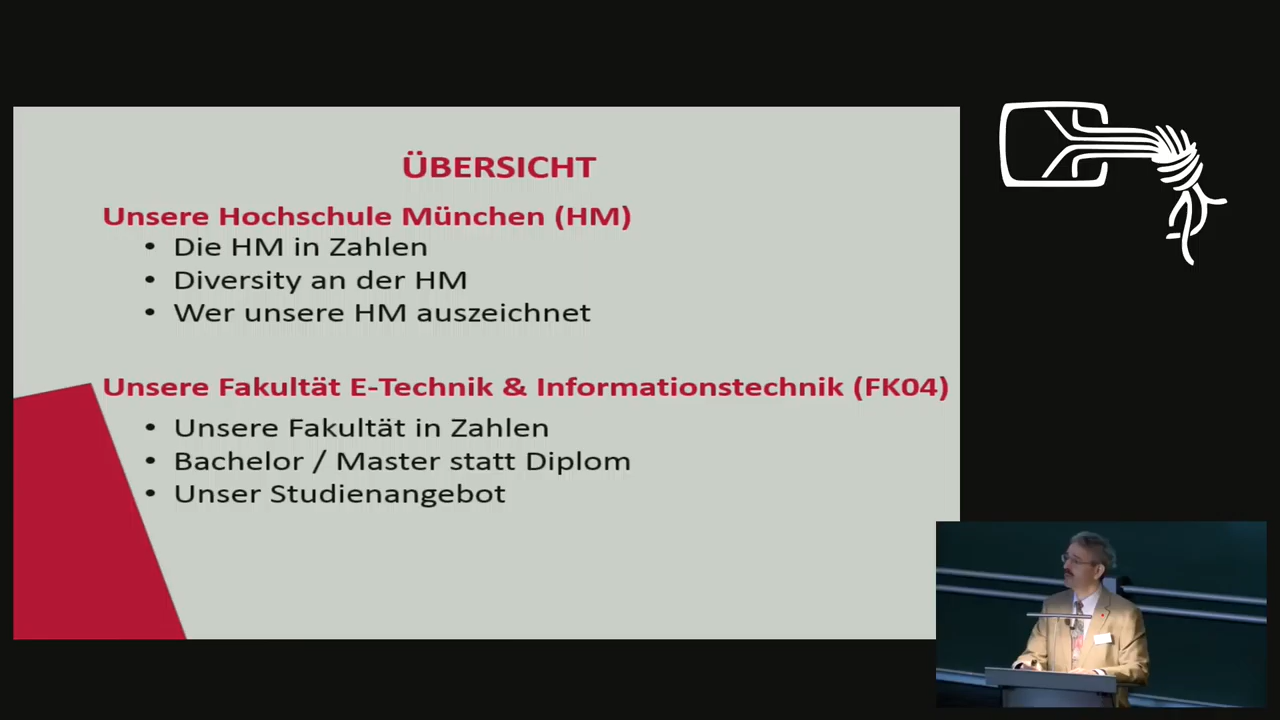 ÜBERSICHT
Unsere Hochschule München (HM)
• Die HM in Zahlen
• Diversity an der HM
• Wer unsere HM auszeichnet
Unsere Fakultät E-Technik & Informationstechnik (FK04)
• Unsere Fakultät in Zahlen
• Bachelor / Master statt Diplom
• Unser Studienangebot